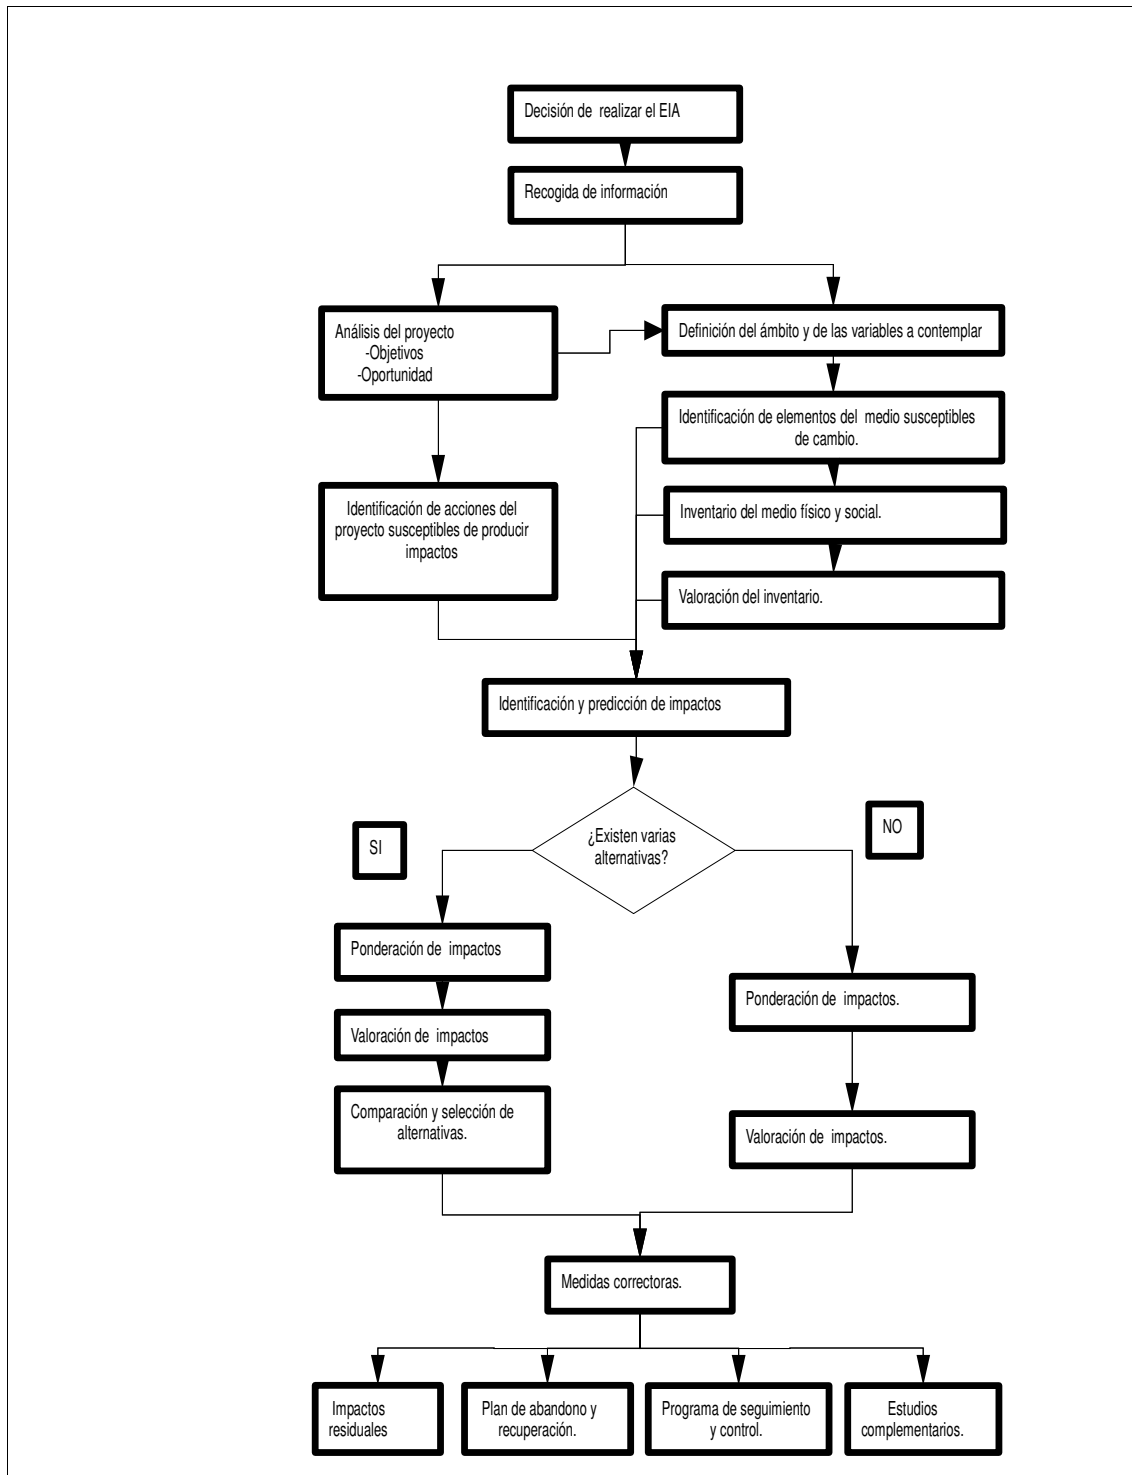 Decisión de realizar el EIA
Recogida de información
Análisis del proyecto
-Objetivos
-Oportunidad
Definición del ámbito y de las variables a contemplar
Identificación de elementos del medio susceptibles
de cambio.
Identificación de acciones del
proyecto susceptibles de producir
impactos
Inventario del medio físico y social.
Valoración del inventario.
Identificación y predicción de impactos
¿Existen varias
alternativas?
SI
NO
Ponderación de impactos
Valoración de impactos
Comparación y selección de
alternativas.
Ponderación de impactos.
Valoración de impactos.
Medidas correctoras.
Impactos
residuales
Plan de abandono y
recuperación.
Programa de seguimiento
y control.
Estudios
complementarios.